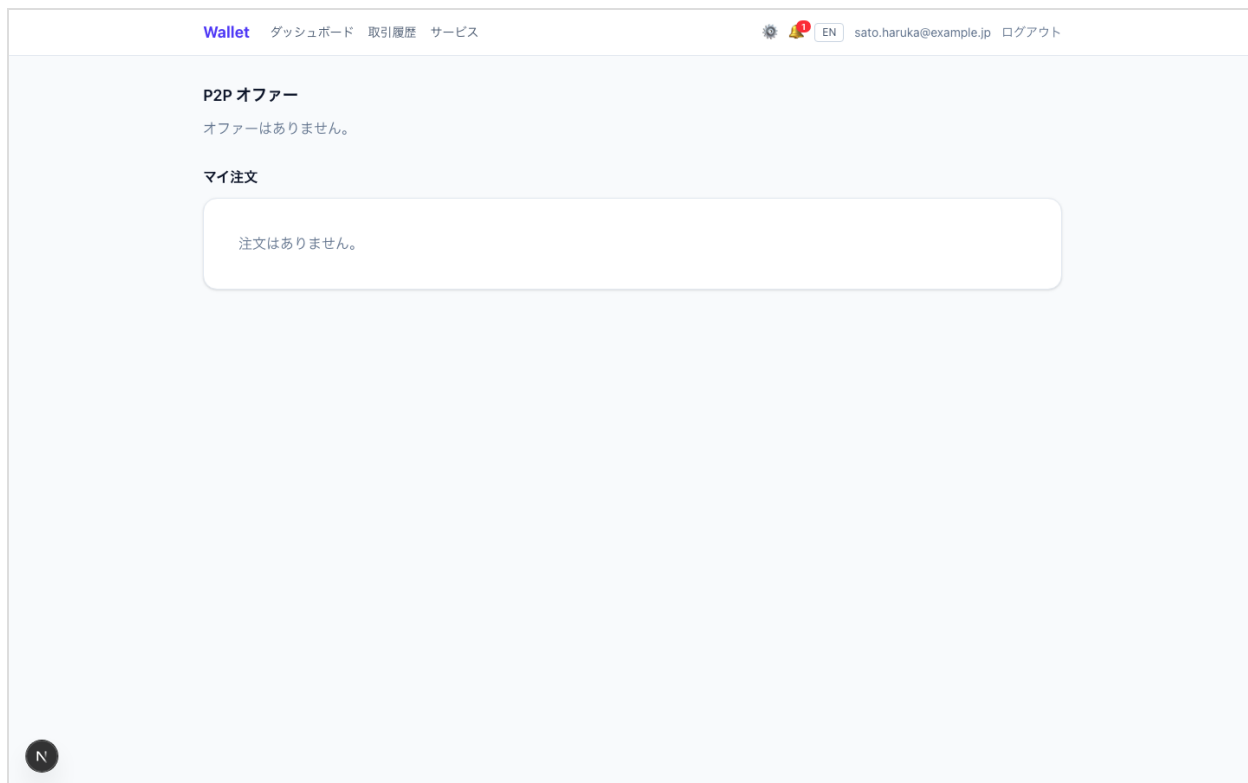 Wallet ダッシュボード 取引履歴 サービス 1 EN sato.haruka@example.jp ログアウト
P2P オファー
オファーはありません。
マイ注文
注文はありません。
N